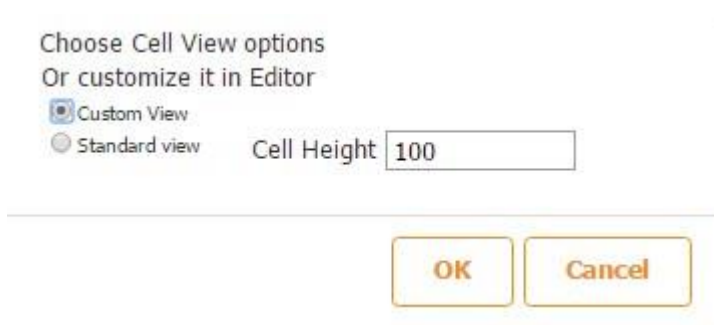 Choose Cell View options
Or customize it in Editor
Custom View
Standard view Cell Height 100
OK Cancel